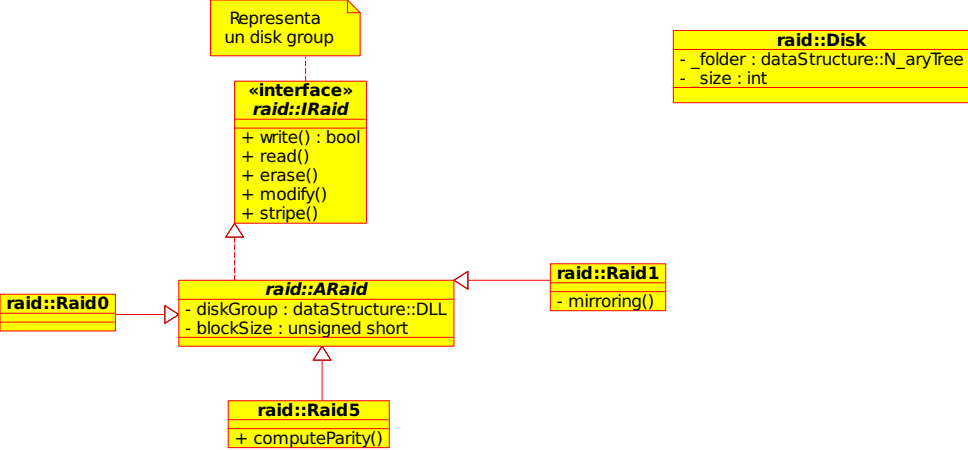 Representa
un disk group
raid::Disk
- _folder : dataStructure::N_aryTree
- _size : int
«interface»
raid::IRaid
+ write() : bool
+ read()
+ erase()
+ modify()
+ stripe()
raid::ARaid
- diskGroup : dataStructure::DLL
- blockSize : unsigned short
raid::Raid1
- mirroring()
raid::Raid0
raid::Raid5
+ computeParity()